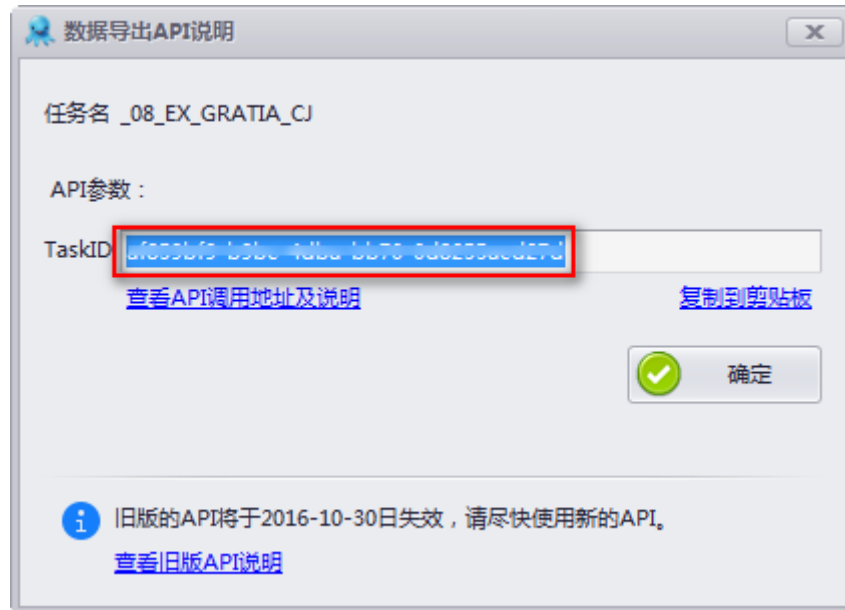 数据导出API说明
任务名 _08_EX_GRATIA_CJ
API参数：
TaskID
查看API调用地址及说明
复制到剪贴板
确定
旧版的API将于2016-10-30日失效，请尽快使用新的API。
查看旧版API说明